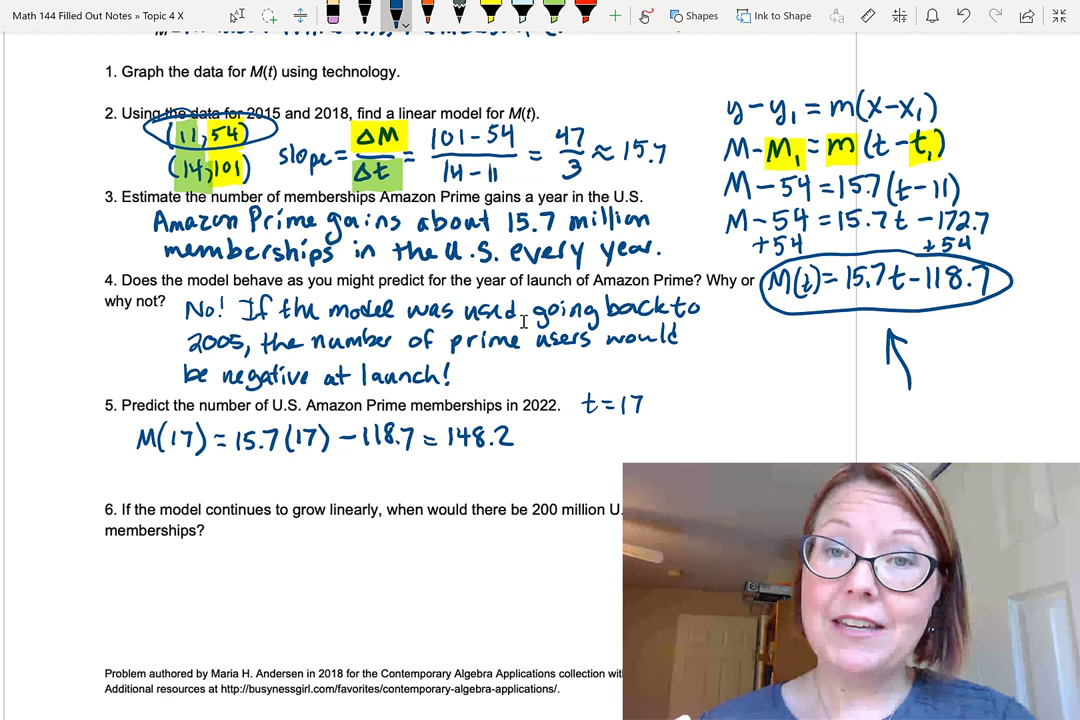 Math 144 Filled Out Notes » Topic 4 X
Shapes
Ink to Shape
1. Graph the data for M(t) using technology.
2. Using the data for 2015 and 2018, find a linear model for M(t).
(11, 54)
(14, 101)
slope = ΔM/Δt = 101-54/14-11 = 47/3 ≈ 15.7
y-y₁ = m(x-x₁)
M-M₁ = m(t-t₁)
M-54 = 15.7(t-11)
M-54 = 15.7t - 172.7
+54 +54
M(t) = 15.7t - 118.7
3. Estimate the number of memberships Amazon Prime gains a year in the U.S.
Amazon Prime gains about 15.7 million
memberships in the U.S. every year.
4. Does the model behave as you might predict for the year of launch of Amazon Prime? Why or
why not?
No! If the model was used going back to
2005, the number of prime users would
be negative at launch!
5. Predict the number of U.S. Amazon Prime memberships in 2022.
t=17
M(17) = 15.7(17) - 118.7 = 148.2
6. If the model continues to grow linearly, when would there be 200 million U.
memberships?
Problem authored by Maria H. Andersen in 2018 for the Contemporary Algebra Applications collection
Additional resources at http://busynessgirl.com/favorites/contemporary-algebra-applications/.